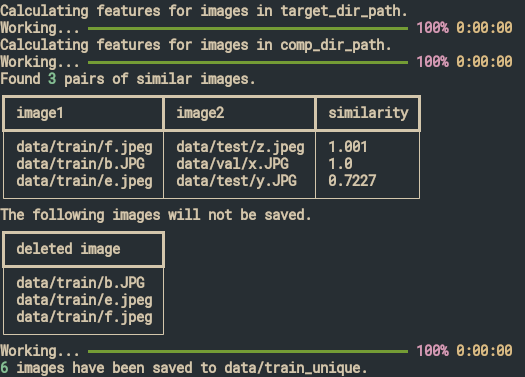 Calculating features for images in target_dir_path.
Working... 100% 0:00:00
Calculating features for images in comp_dir_path.
Working... 100% 0:00:00
Found 3 pairs of similar images.
image1 image2 similarity
data/train/f.jpeg data/test/z.jpeg 1.001
data/train/b.JPG data/val/x.JPG 1.0
data/train/e.jpeg data/test/y.JPG 0.7227
The following images will not be saved.
deleted image
data/train/b.JPG
data/train/e.jpeg
data/train/f.jpeg
Working... 100% 0:00:00
6 images have been saved to data/train_unique.